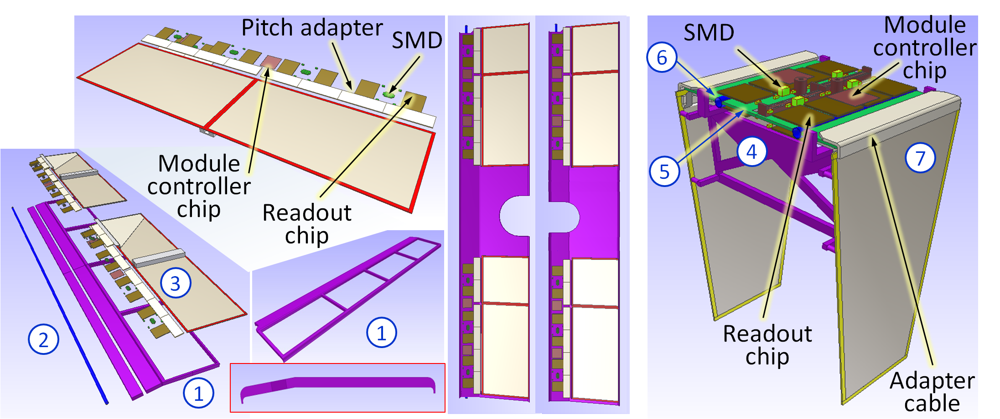 Pitch adapter
SMD
Module
controller
chip
Readout
chip
3
2
1
1
SMD
Module
controller
chip
6
4
5
7
Readout
chip
Adapter
cable